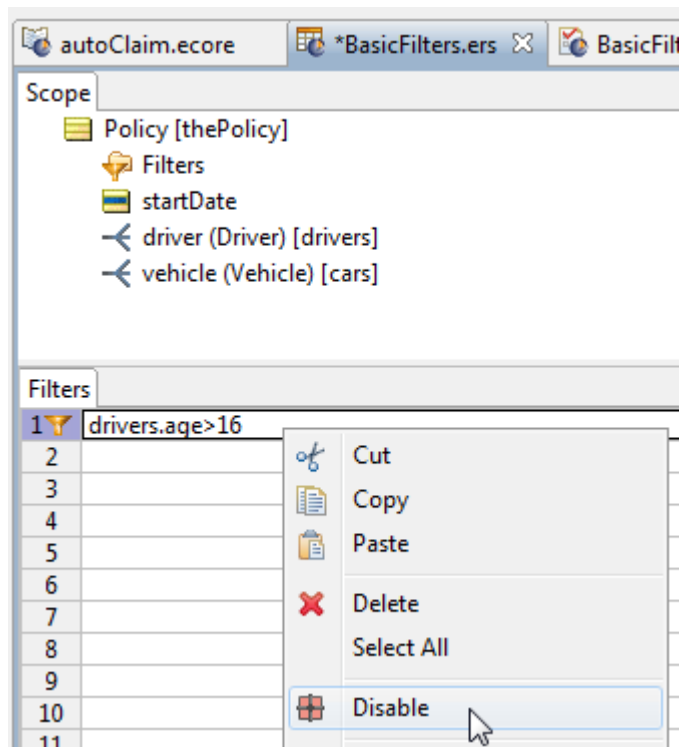 autoClaim.ecore *BasicFilters.ers BasicFilt
Scope
Policy [thePolicy]
Filters
startDate
driver (Driver) [drivers]
vehicle (Vehicle) [cars]
Filters
1 drivers.age>16
2 Cut
3
4 Copy
5 Paste
6
7 Delete
8 Select All
9
10 Disable
11